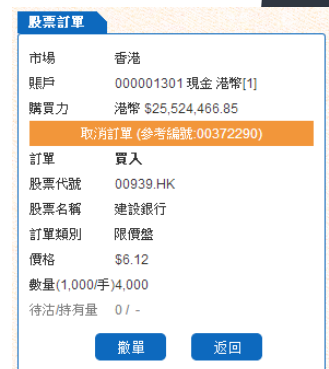 股票訂單
市場 香港
賬戶 000001301 現金 港幣[1]
購買力 港幣 $25,524,466.85
取消訂單 (參考編號:00372290)
訂單 買入
股票代號 00939.HK
股票名稱 建設銀行
訂單類別 限價盤
價格 $6.12
數量(1,000/手)4,000
待沽/持有量 0 / -
撤單 返回